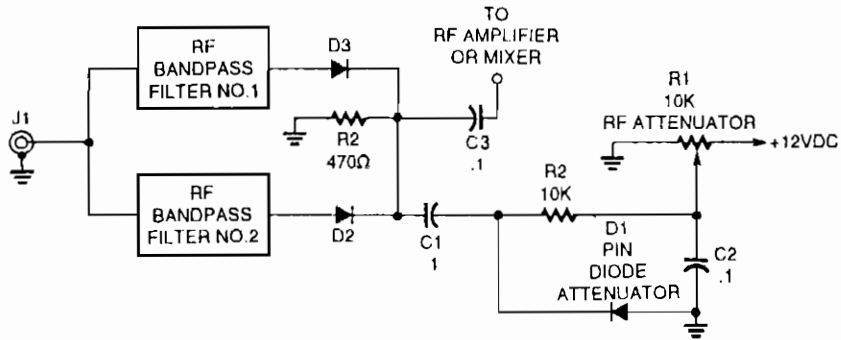 TO
RF AMPLIFIER
OR MIXER
RF
BANDPASS
FILTER NO.1
D3
R1
10K
RF ATTENUATOR
J1
R2
470Ω
C3
.1
+12VDC
R2
10K
RF
BANDPASS
FILTER NO.2
D2
C1
1
D1
PIN
DIODE
ATTENUATOR
C2
.1